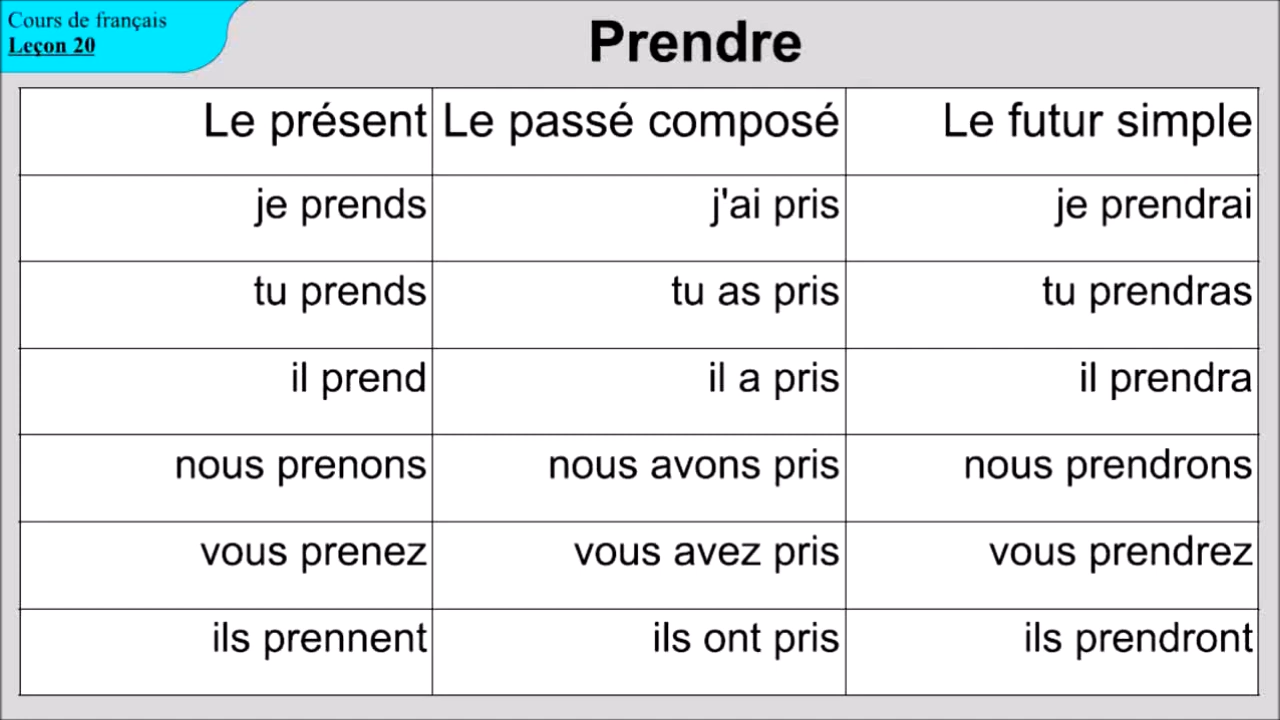 Cours de français
Leçon 20
Prendre
Le présent Le passé composé Le futur simple
je prends j'ai pris je prendrai
tu prends tu as pris tu prendras
il prend il a pris il prendra
nous prenons nous avons pris nous prendrons
vous prenez vous avez pris vous prendrez
ils prennent ils ont pris ils prendront